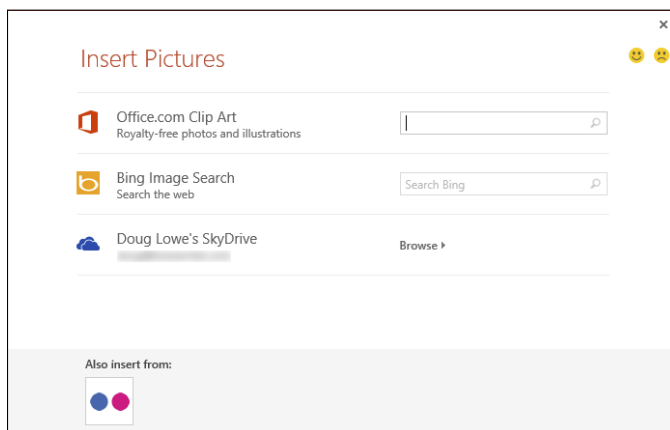 Insert Pictures
Office.com Clip Art
Royalty-free photos and illustrations
Bing Image Search
Search the web
Search Bing
Doug Lowe's SkyDrive
Browse
Also insert from: